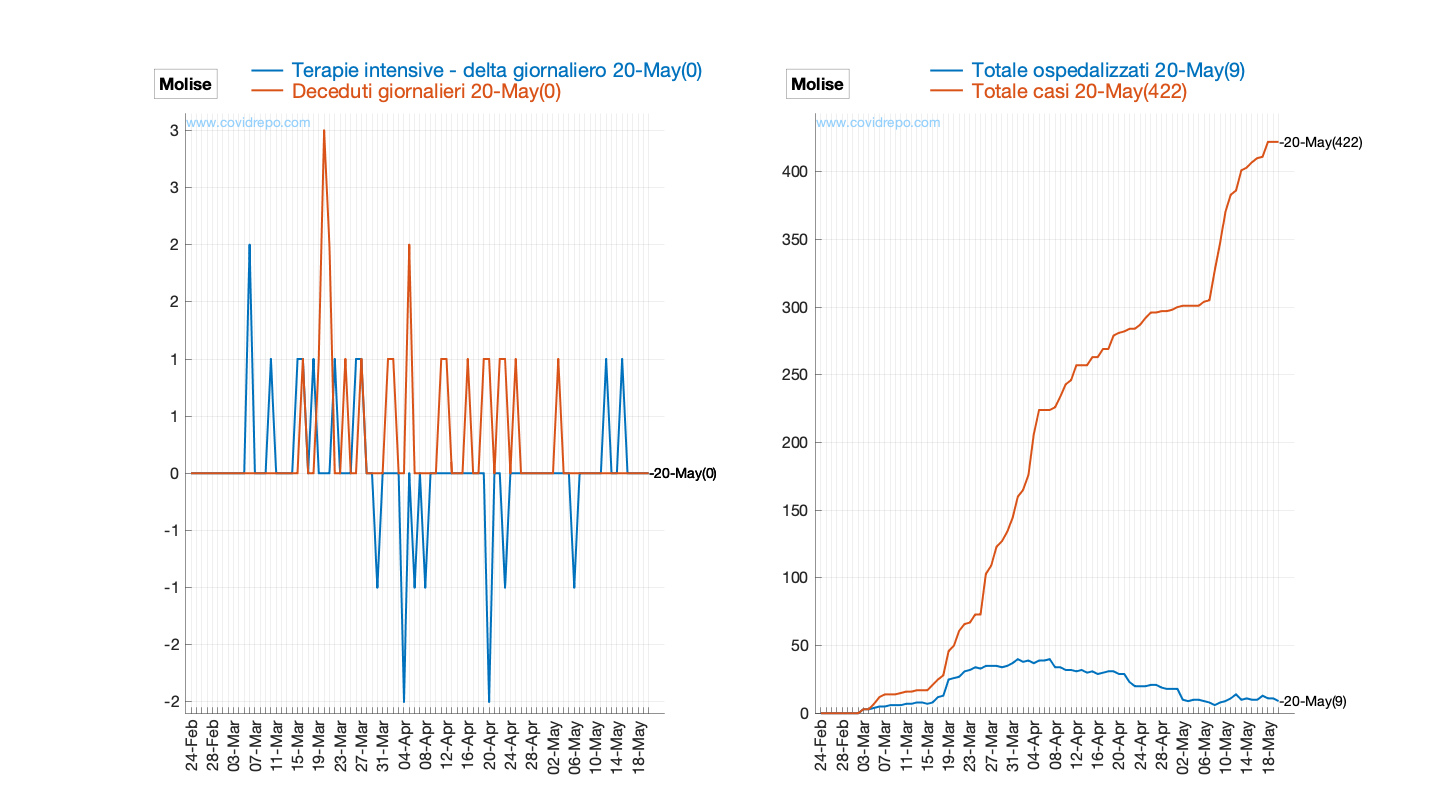 Molise
Terapie intensive - delta giornaliero 20-May(0)
Deceduti giornalieri 20-May(0)
www.covidrepo.com
3
3
2
2
1
1
0
-1
-1
-2
-2
-20-May(0)
24-Feb
28-Feb
03-Mar
07-Mar
11-Mar
15-Mar
19-Mar
23-Mar
27-Mar
31-Mar
04-Apr
08-Apr
12-Apr
16-Apr
20-Apr
24-Apr
28-Apr
02-May
06-May
10-May
14-May
18-May
Molise
Totale ospedalizzati 20-May(9)
Totale casi 20-May(422)
www.covidrepo.com
400
350
300
250
200
150
100
50
0
-20-May(422)
-20-May(9)
24-Feb
28-Feb
03-Mar
07-Mar
11-Mar
15-Mar
19-Mar
23-Mar
27-Mar
31-Mar
04-Apr
08-Apr
12-Apr
16-Apr
20-Apr
24-Apr
28-Apr
02-May
06-May
10-May
14-May
18-May